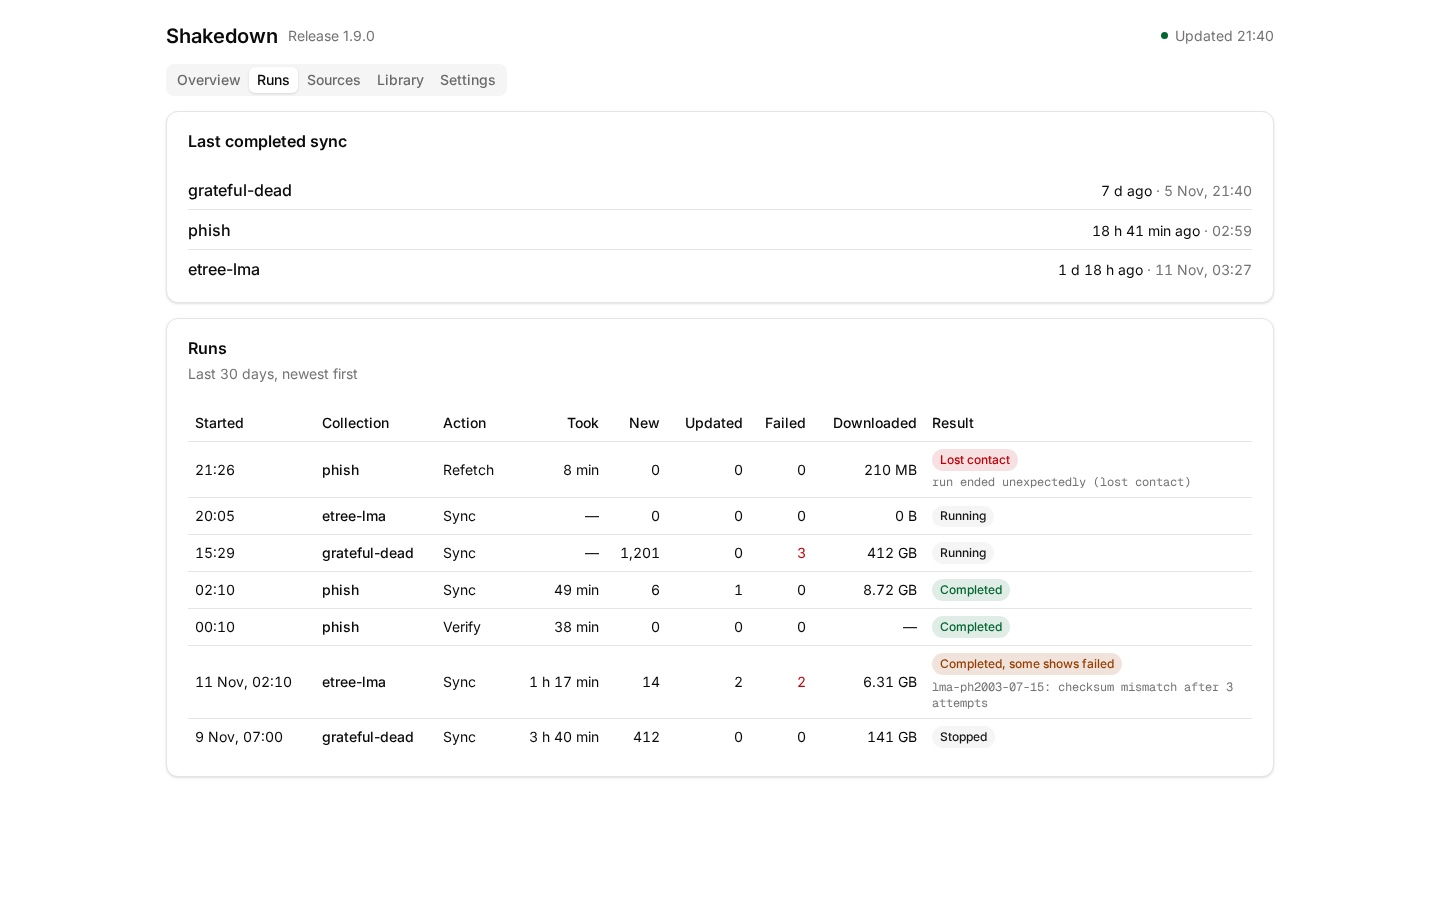 Shakedown Release 1.9.0 Updated 21:40
Overview Runs Sources Library Settings
Last completed sync
grateful-dead 7 d ago · 5 Nov, 21:40
phish 18 h 41 min ago · 02:59
etree-lma 1 d 18 h ago · 11 Nov, 03:27
Runs
Last 30 days, newest first
Started Collection Action Took New Updated Failed Downloaded Result
21:26 phish Refetch 8 min 0 0 0 210 MB Lost contact
run ended unexpectedly (lost contact)
20:05 etree-lma Sync — 0 0 0 0 B Running
15:29 grateful-dead Sync — 1,201 0 3 412 GB Running
02:10 phish Sync 49 min 6 1 0 8.72 GB Completed
00:10 phish Verify 38 min 0 0 0 — Completed
11 Nov, 02:10 etree-lma Sync 1 h 17 min 14 2 2 6.31 GB Completed, some shows failed
lma-ph2003-07-15: checksum mismatch after 3
attempts
9 Nov, 07:00 grateful-dead Sync 3 h 40 min 412 0 0 141 GB Stopped